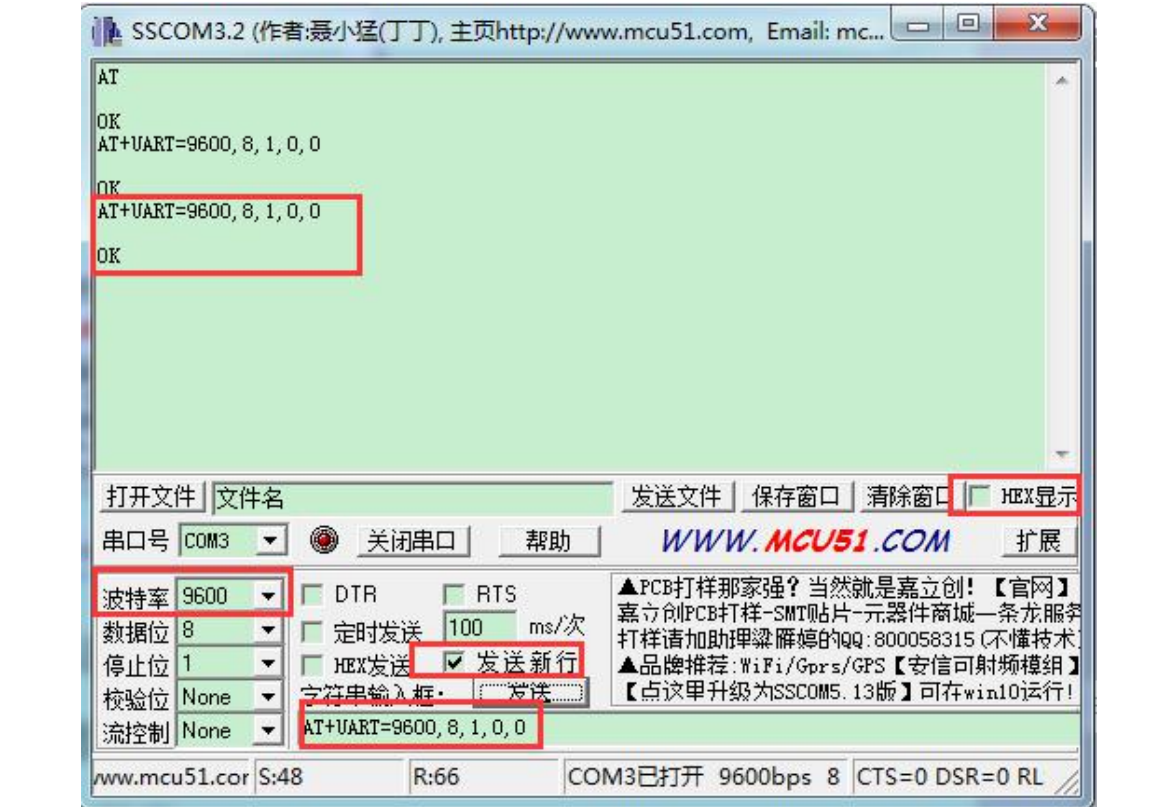 SSCOM3.2 (作者:聂小猛(丁丁), 主页http://www.mcu51.com, Email: mc...
AT
OK
AT+UART=9600,8,1,0,0
OK
AT+UART=9600,8,1,0,0
OK
打开文件 文件名 发送文件 保存窗口 清除窗口 HEX显示
串口号 COM3 关闭串口 帮助 WWW.MCU51.COM 扩展
波特率 9600 DTR RTS
数据位 8 定时发送 100 ms/次
停止位 1 HEX发送 发送新行
校验位 None 字符串输入框: 发送
流控制 None AT+UART=9600,8,1,0,0
▲PCB打样那家强?当然就是嘉立创!【官网】
嘉立创PCB打样-SMT贴片-元器件商城—条龙服务
打样请加助理梁雁婷的QQ:800058315(不懂技术)
▲品牌推荐:WiFi/Gprs/GPS【安信可射频模组】
【点这里升级为SSCOM5.13版】可在win10运行!
www.mcu51.cor S:48 R:66 COM3已打开 9600bps 8 CTS=0 DSR=0 RL